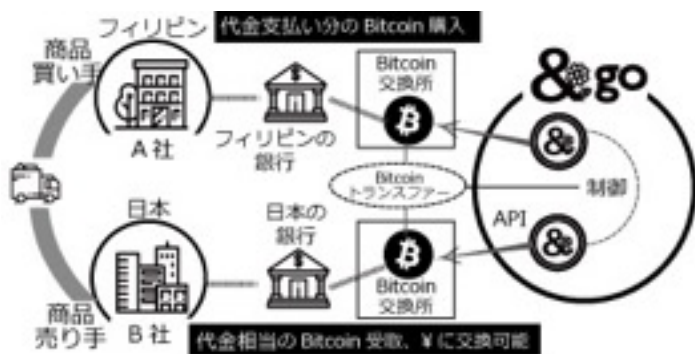 フィリピン
代金支払い分の Bitcoin 購入
商品
買い手
A 社
フィリピンの
銀行
Bitcoin
交換所
&go
Bitcoin
トランスファー
制御
API
日本
日本の
銀行
Bitcoin
交換所
商品
売り手
B 社
代金相当の Bitcoin 受取、¥ に交換可能